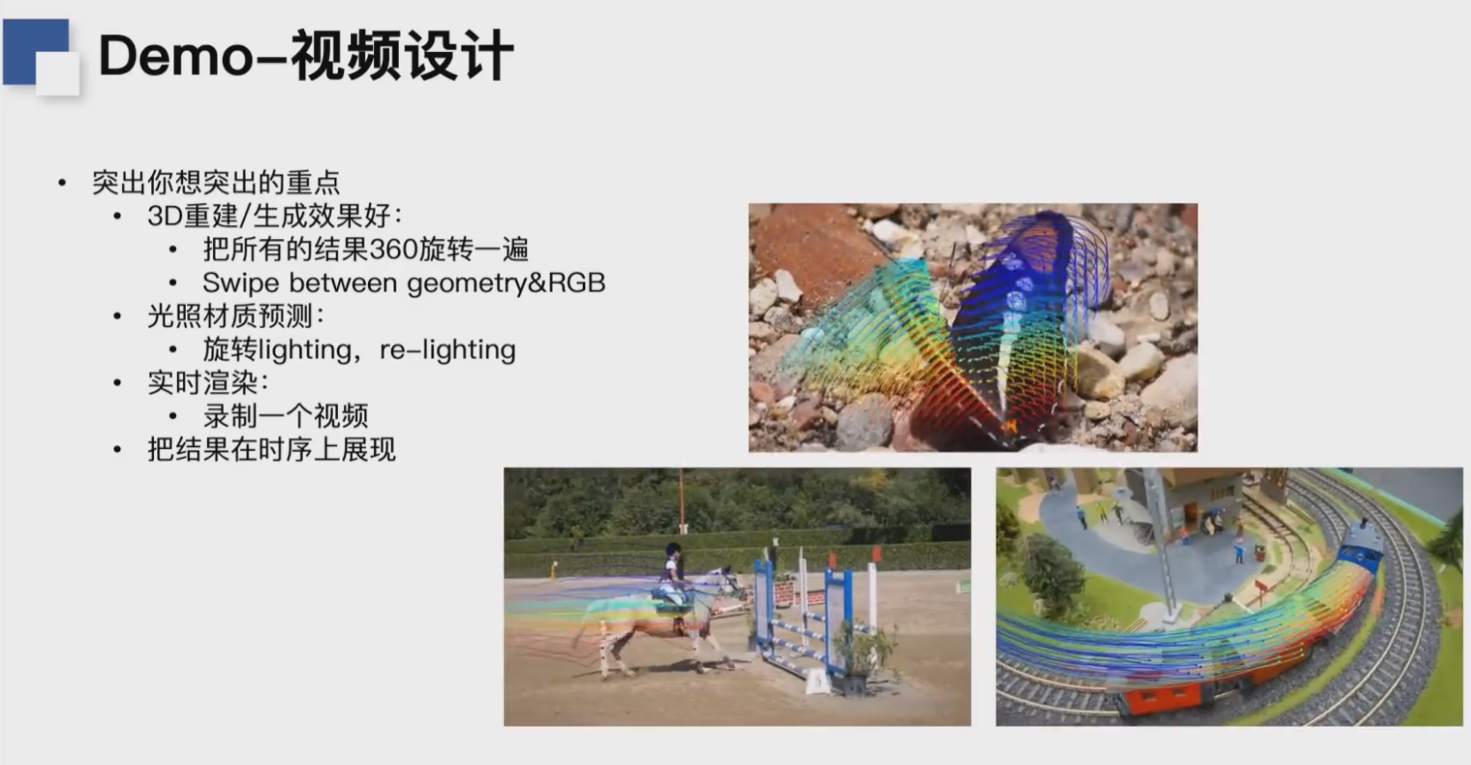 Demo-视频设计
• 突出你想突出的重点
• 3D重建/生成效果好：
• 把所有的结果360旋转一遍
• Swipe between geometry&RGB
• 光照材质预测：
• 旋转lighting，re-lighting
• 实时渲染：
• 录制一个视频
• 把结果在时序上展现